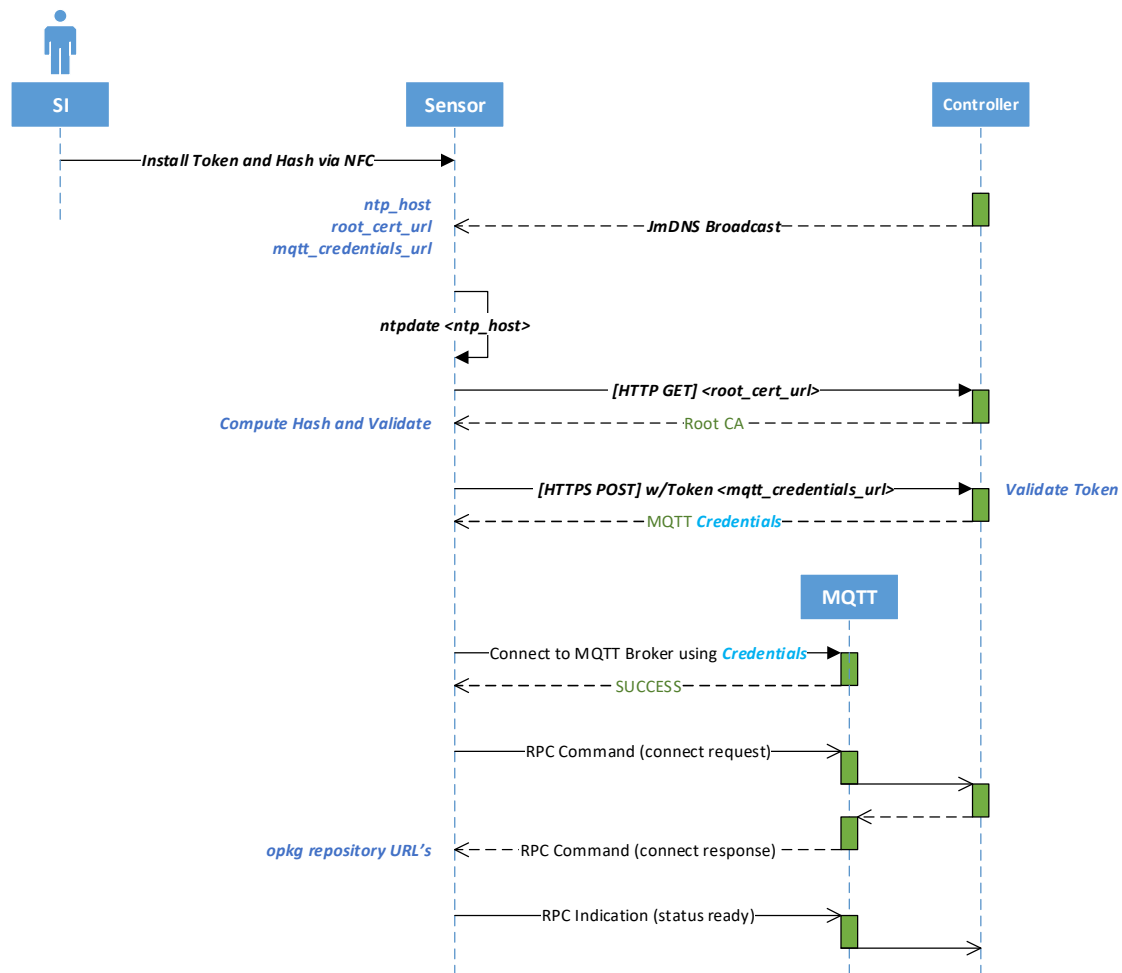 SI
Sensor
Controller
Install Token and Hash via NFC
ntp_host
root_cert_url
mqtt_credentials_url
JmDNS Broadcast
ntpdate <ntp_host>
[HTTP GET] <root_cert_url>
Compute Hash and Validate
Root CA
[HTTPS POST] w/Token <mqtt_credentials_url>
Validate Token
MQTT Credentials
MQTT
Connect to MQTT Broker using Credentials
SUCCESS
RPC Command (connect request)
opkg repository URL's
RPC Command (connect response)
RPC Indication (status ready)